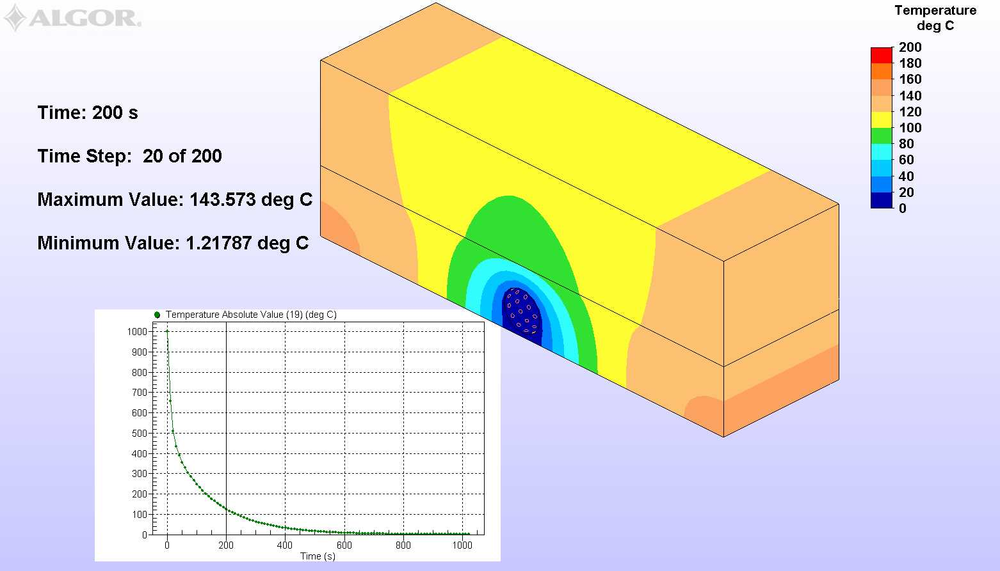 ALGOR.
Temperature
deg C
200
180
160
140
120
100
80
60
40
20
0
Time: 200 s
Time Step: 20 of 200
Maximum Value: 143.573 deg C
Minimum Value: 1.21787 deg C
Temperature Absolute Value (19) (deg C)
1000
900
800
700
600
500
400
300
200
100
0
0 200 400 600 800 1000
Time (s)